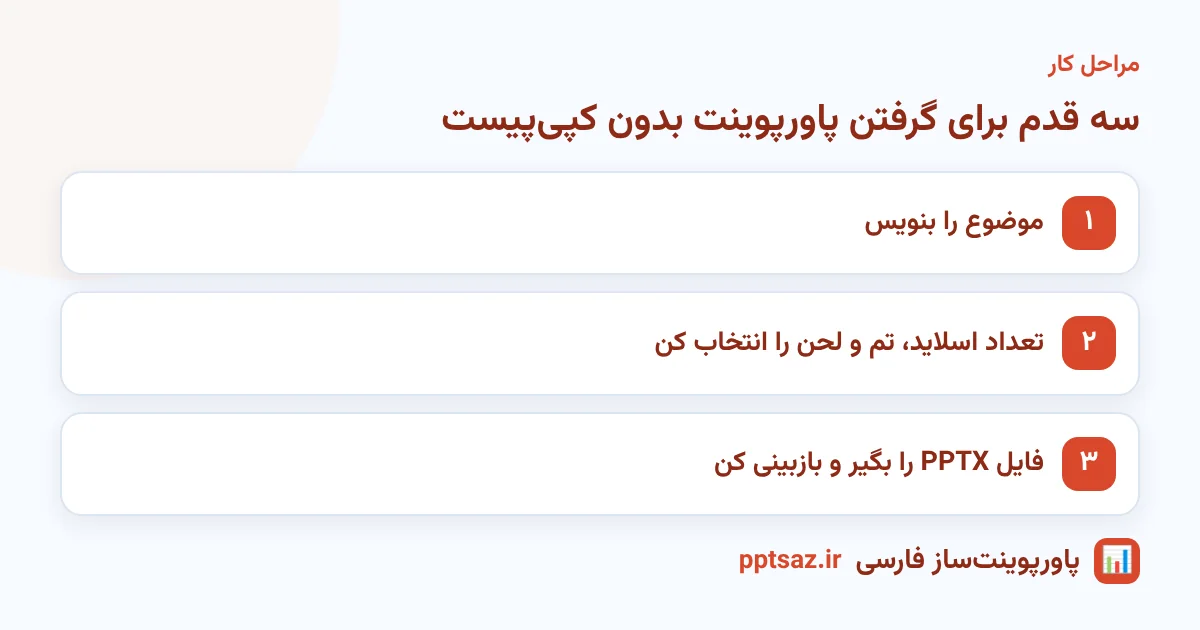 مراحل کار
سه قدم برای گرفتن پاورپوینت بدون کپی‌پیست
۱ موضوع را بنویس
۲ تعداد اسلاید، تم و لحن را انتخاب کن
۳ فایل PPTX را بگیر و بازبینی کن
پاورپوینت‌ساز فارسی pptsaz.ir